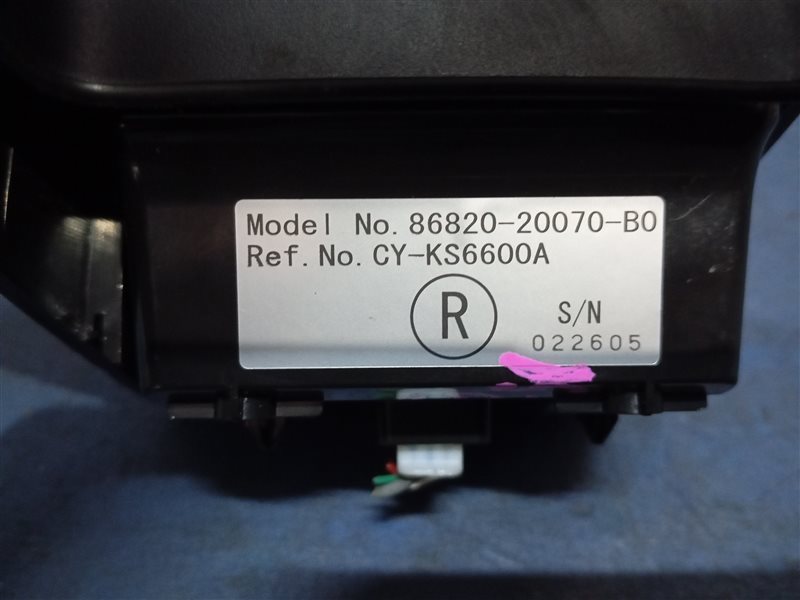 Model No. 86820-20070-B0
Ref. No. CY-KS6600A
R
S/N
022605